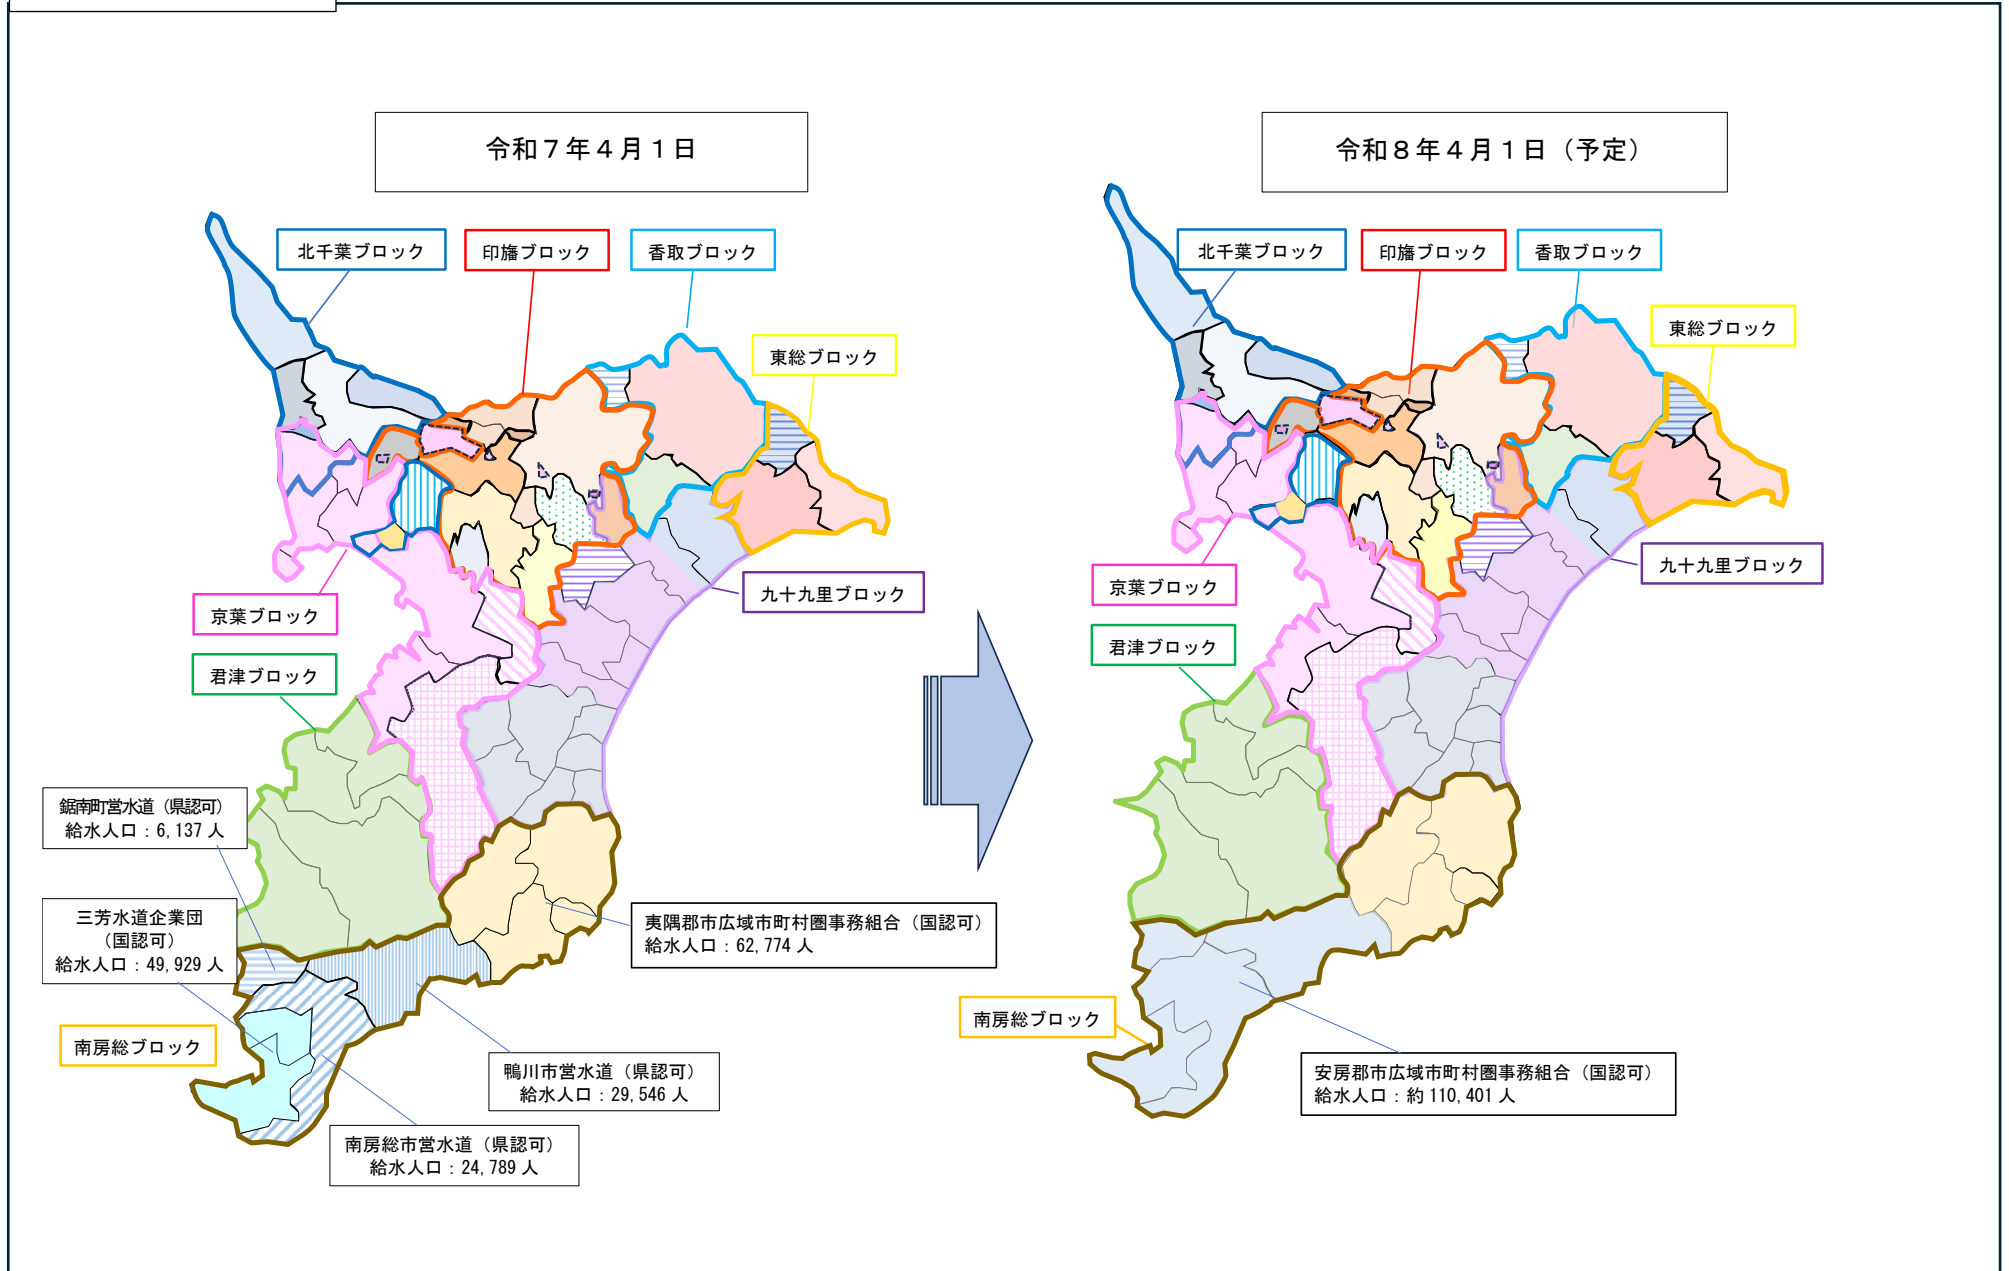 令和７年４月１日
北千葉ブロック
印旛ブロック
香取ブロック
東総ブロック
九十九里ブロック
京葉ブロック
君津ブロック
鋸南町営水道（県認可）
給水人口：6,137 人
三芳水道企業団
（国認可）
給水人口：49,929 人
夷隅郡市広域市町村圏事務組合（国認可）
給水人口：62,774 人
南房総ブロック
鴨川市営水道（県認可）
給水人口：29,546 人
南房総市営水道（県認可）
給水人口：24,789 人
令和８年４月１日（予定）
北千葉ブロック
印旛ブロック
香取ブロック
東総ブロック
九十九里ブロック
京葉ブロック
君津ブロック
南房総ブロック
安房郡市広域市町村圏事務組合（国認可）
給水人口：約 110,401 人